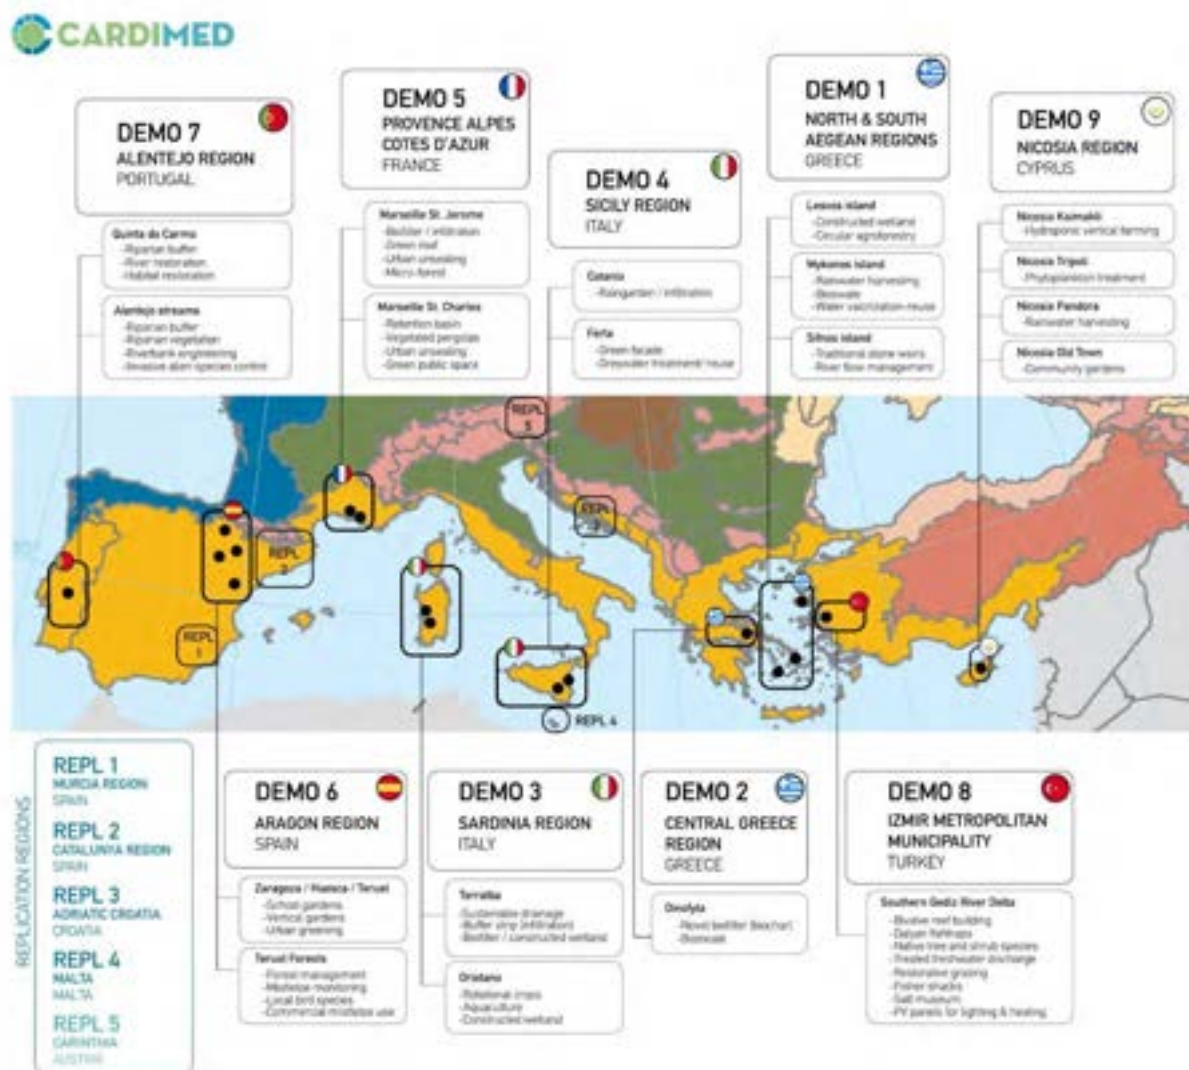 CARDIMED
DEMO 7
ALENTEJO REGION
PORTUGAL
Quinta do Carmo
-Riparian buffer
-River restoration
-Habitat restoration
Alentejo streams
-Riparian buffer
-Riparian vegetation
-Riverbank engineering
-Invasive alien species control
DEMO 5
PROVENCE ALPES
COTES D'AZUR
FRANCE
Marseille St. Jerome
-Biofilter / infiltration
-Green roof
-Urban unsealing
-Micro-forest
Marseille St. Charles
-Retention basin
-Vegetated pergolas
-Urban unsealing
-Green public space
DEMO 4
SICILY REGION
ITALY
Catania
-Raingarden / infiltration
Ferla
-Green facade
-Greywater treatment/ reuse
DEMO 1
NORTH & SOUTH
AEGEAN REGIONS
GREECE
Lesvos island
-Constructed wetland
-Circular agroforestry
Mykonos island
-Rainwater harvesting
-Bioswale
-Water valorization-reuse
Sifnos island
-Traditional stone weirs
-River flow management
DEMO 9
NICOSIA REGION
CYPRUS
Nicosia Kaimakli
-Hydroponic vertical farming
Nicosia Tripoli
-Phytoplankton treatment
Nicosia Pandora
-Rainwater harvesting
Nicosia Old Town
-Community gardens
REPL
5
REPL
3
REPL
2
REPL
1
REPL 4
REPLICATION REGIONS
REPL 1
MURCIA REGION
SPAIN
REPL 2
CATALUNYA REGION
SPAIN
REPL 3
ADRIATIC CROATIA
CROATIA
REPL 4
MALTA
MALTA
REPL 5
CARINTHIA
AUSTRIA
DEMO 6
ARAGON REGION
SPAIN
Zaragoza / Huesca / Teruel
-School gardens
-Vertical gardens
-Urban greening
Teruel Forests
-Forest management
-Mistletoe monitoring
-Local bird species
-Commercial mistletoe use
DEMO 3
SARDINIA REGION
ITALY
Terralba
-Sustainable drainage
-Buffer strip (infiltration)
-Biofilter / constructed wetland
Oristano
-Rotational crops
-Aquaculture
-Constructed wetland
DEMO 2
CENTRAL GREECE
REGION
GREECE
Oinofyta
-Novel biofilter (biochar)
-Bioswale
DEMO 8
IZMIR METROPOLITAN
MUNICIPALITY
TURKEY
Southern Gediz River Delta
-Bivalve reef building
-Dalyan fishtraps
-Native tree and shrub species
-Treated freshwater discharge
-Restorative grazing
-Fisher shacks
-Salt museum
-PV panels for lighting & heating